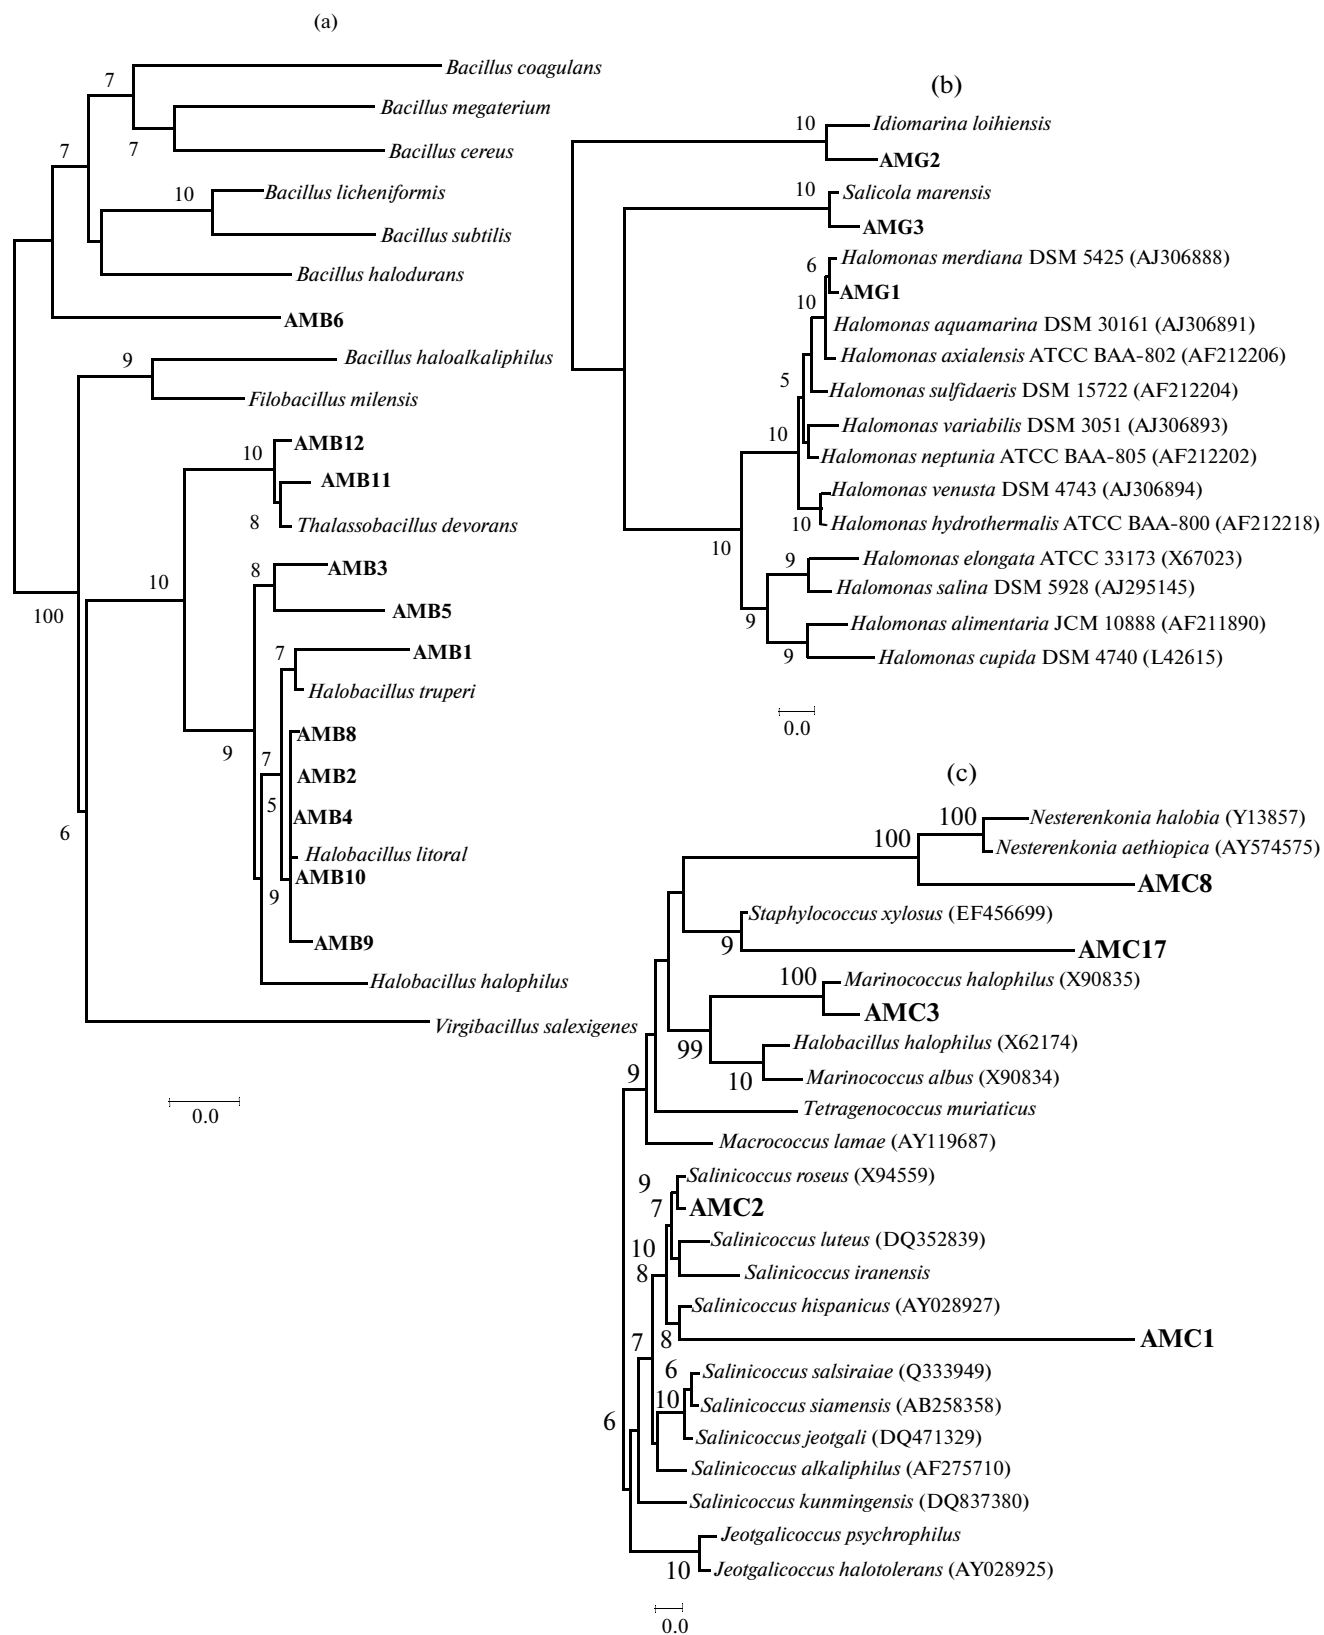 (a)
7
Bacillus coagulans
Bacillus megaterium
7
Bacillus cereus
7
10
Bacillus licheniformis
Bacillus subtilis
Bacillus halodurans
AMB6
9
Bacillus haloalkaliphilus
Filobacillus milensis
AMB12
10
AMB11
8
Thalassobacillus devorans
8
AMB3
10
AMB5
100
7
AMB1
Halobacillus truperi
AMB8
9
7
AMB2
5
AMB4
6
Halobacillus litoral
AMB10
9
AMB9
Halobacillus halophilus
Virgibacillus salexigenes
0.0
(b)
10
Idiomarina loihiensis
AMG2
10
Salicola marensis
AMG3
6
Halomonas merdiana DSM 5425 (AJ306888)
AMG1
10
Halomonas aquamarina DSM 30161 (AJ306891)
Halomonas axialensis ATCC BAA-802 (AF212206)
5
Halomonas sulfidaeris DSM 15722 (AF212204)
Halomonas variabilis DSM 3051 (AJ306893)
10
Halomonas neptunia ATCC BAA-805 (AF212202)
Halomonas venusta DSM 4743 (AJ306894)
10
Halomonas hydrothermalis ATCC BAA-800 (AF212218)
10
9
Halomonas elongata ATCC 33173 (X67023)
Halomonas salina DSM 5928 (AJ295145)
9
Halomonas alimentaria JCM 10888 (AF211890)
9
Halomonas cupida DSM 4740 (L42615)
0.0
(c)
100
Nesterenkonia halobia (Y13857)
100
Nesterenkonia aethiopica (AY574575)
AMC8
Staphylococcus xylosus (EF456699)
9
AMC17
100
Marinococcus halophilus (X90835)
AMC3
99
Halobacillus halophilus (X62174)
10
Marinococcus albus (X90834)
9
Tetragenococcus muriaticus
Macrococcus lamae (AY119687)
9
Salinicoccus roseus (X94559)
7
AMC2
10
Salinicoccus luteus (DQ352839)
8
Salinicoccus iranensis
Salinicoccus hispanicus (AY028927)
7
8
AMC1
6
Salinicoccus salsiraiae (Q333949)
10
Salinicoccus siamensis (AB258358)
6
Salinicoccus jeotgali (DQ471329)
Salinicoccus alkaliphilus (AF275710)
Salinicoccus kunmingensis (DQ837380)
Jeotgalicoccus psychrophilus
10
Jeotgalicoccus halotolerans (AY028925)
0.0